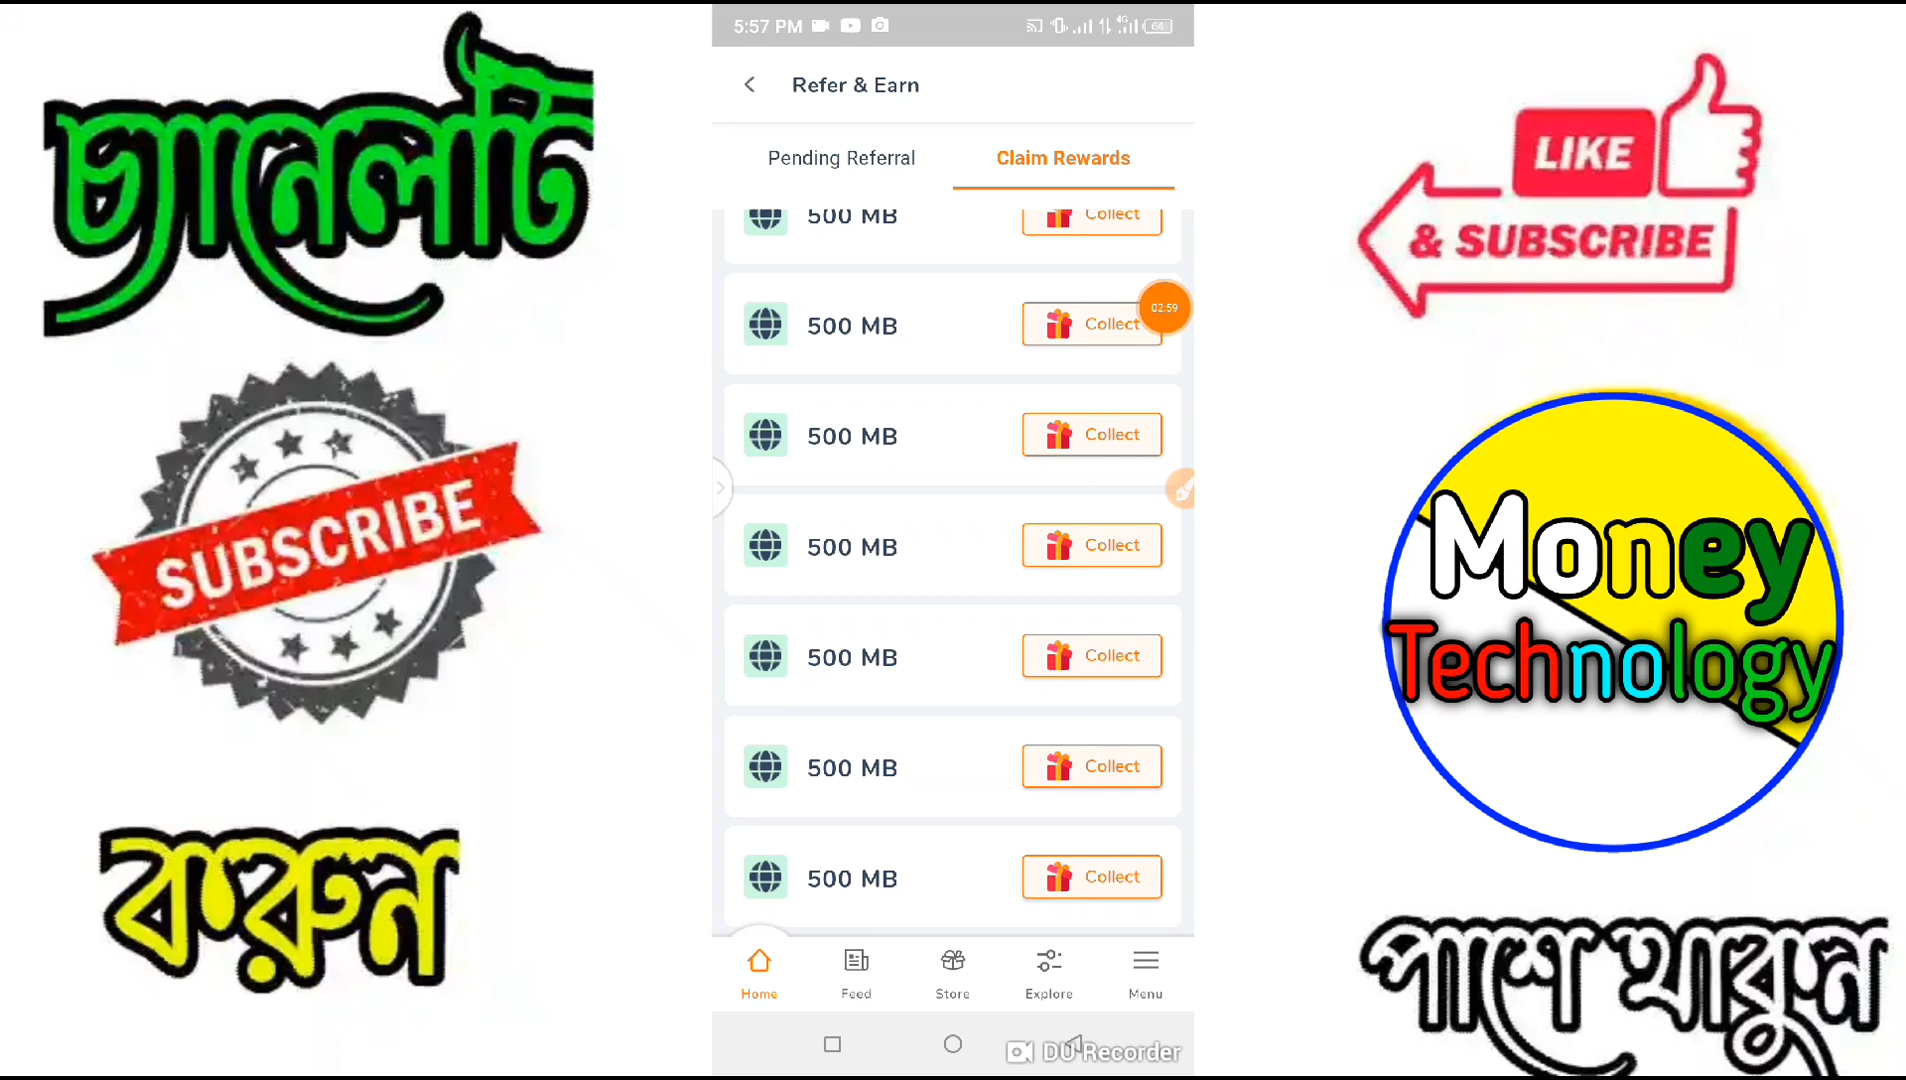 চ্যানেলটি
SUBSCRIBE
করুন
5:57 PM
4G
64
Refer & Earn
Pending Referral
Claim Rewards
500 MB
Collect
500 MB
Collect
02:59
500 MB
Collect
500 MB
Collect
500 MB
Collect
500 MB
Collect
500 MB
Collect
Home
Feed
Store
Explore
Menu
DU Recorder
LIKE
& SUBSCRIBE
Money
Technology
পাশে থাকুন